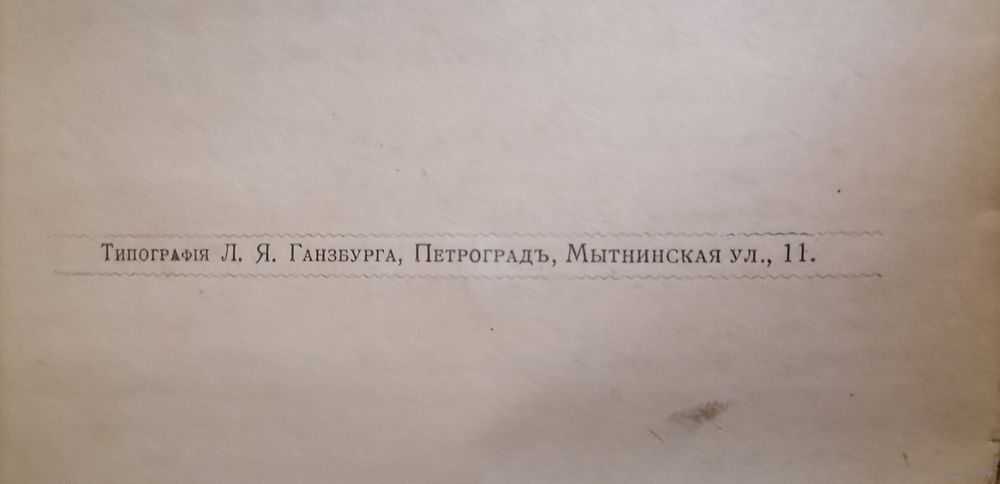 Типографія Л. Я. Ганзбурга, Петроградъ, Мытнинская ул., 11.